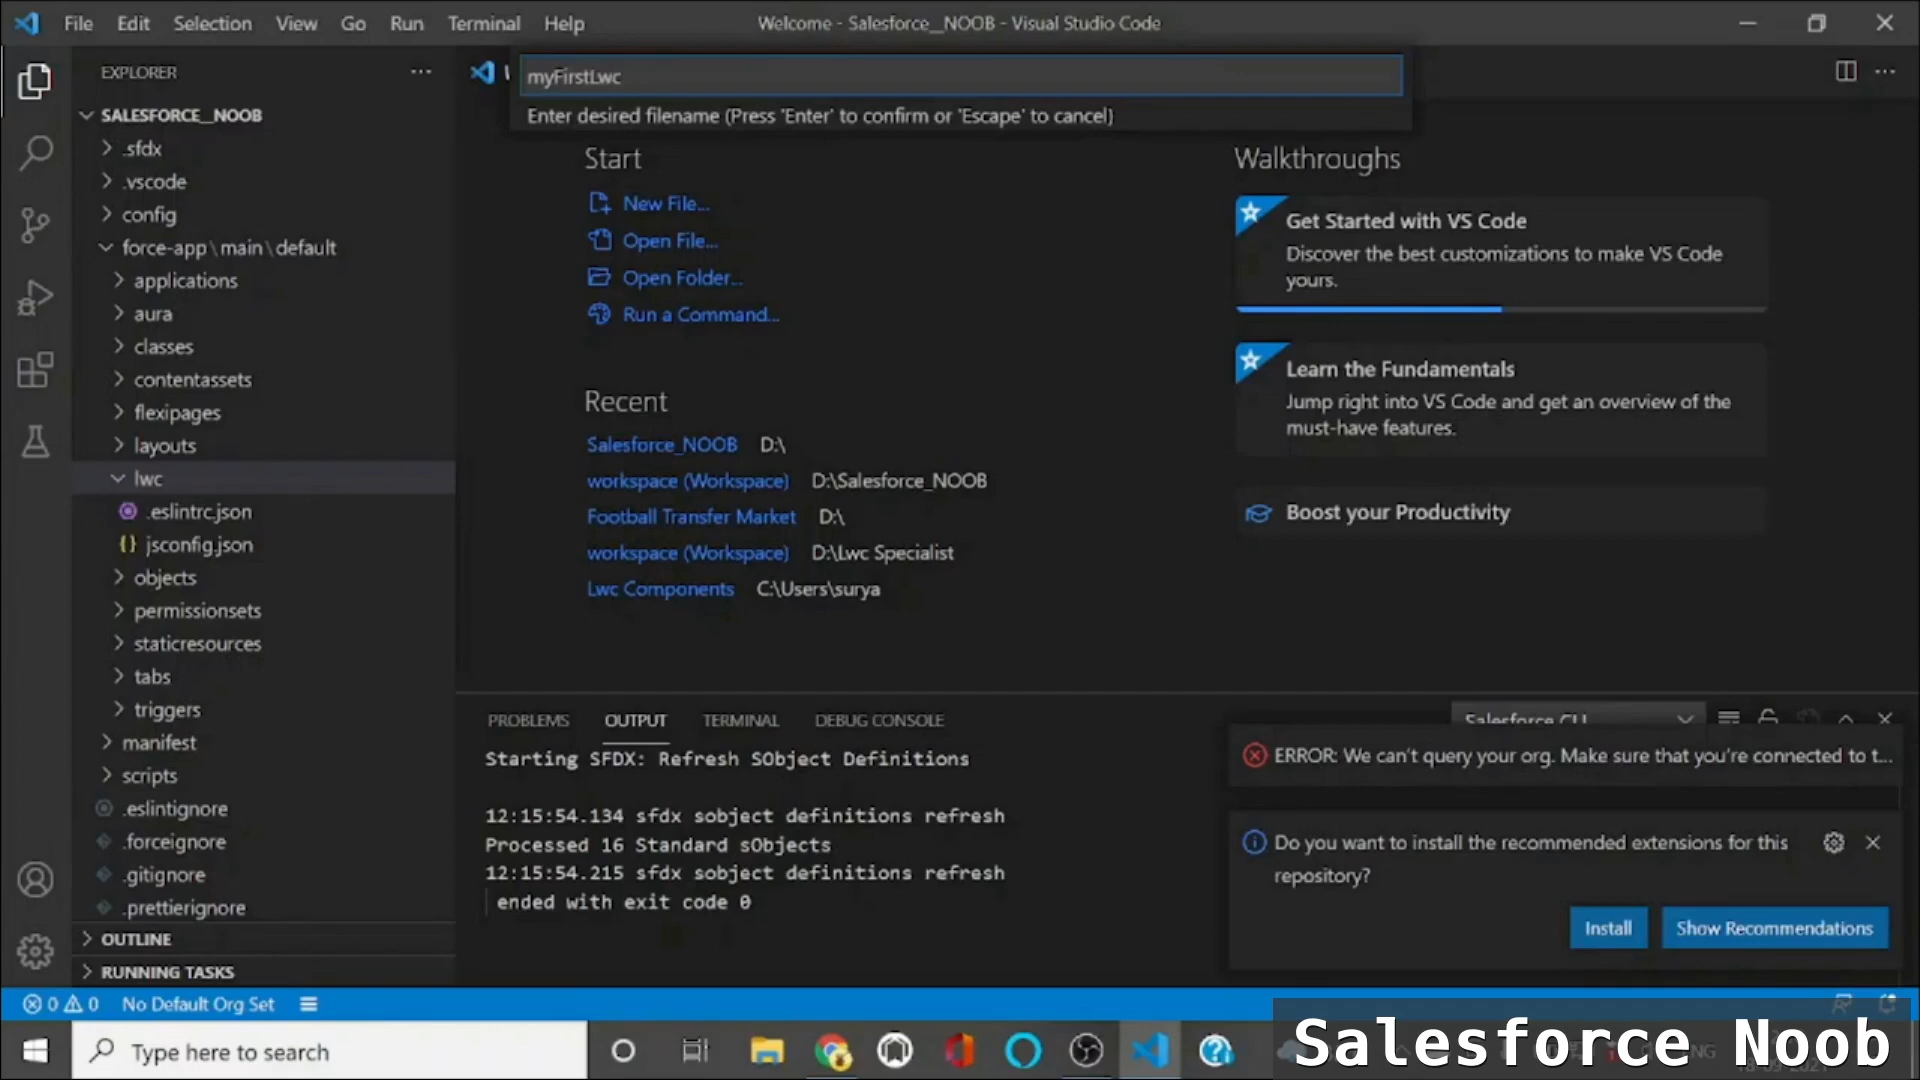 File Edit Selection View Go Run Terminal Help
Welcome - Salesforce_NOOB - Visual Studio Code
EXPLORER
myFirstLwc
Enter desired filename (Press 'Enter' to confirm or 'Escape' to cancel)
SALESFORCE_NOOB
.sfdx
.vscode
config
force-app\main\default
applications
aura
classes
contentassets
flexipages
layouts
lwc
.eslintrc.json
jsconfig.json
objects
permissionsets
staticresources
tabs
triggers
manifest
scripts
.eslintignore
.forceignore
.gitignore
.prettierignore
OUTLINE
RUNNING TASKS
Start
New File...
Open File...
Open Folder...
Run a Command...
Recent
Salesforce_NOOB D:\
workspace (Workspace) D:\Salesforce_NOOB
Football Transfer Market D:\
workspace (Workspace) D:\Lwc Specialist
Lwc Components C:\Users\surya
Walkthroughs
Get Started with VS Code
Discover the best customizations to make VS Code
yours.
Learn the Fundamentals
Jump right into VS Code and get an overview of the
must-have features.
Boost your Productivity
PROBLEMS OUTPUT TERMINAL DEBUG CONSOLE
Salesforce CLI
Starting SFDX: Refresh SObject Definitions
12:15:54.134 sfdx sobject definitions refresh
Processed 16 Standard sObjects
12:15:54.215 sfdx sobject definitions refresh
ended with exit code 0
ERROR: We can't query your org. Make sure that you're connected to t...
Do you want to install the recommended extensions for this
repository?
Install Show Recommendations
0 0 No Default Org Set
Type here to search
Salesforce Noob